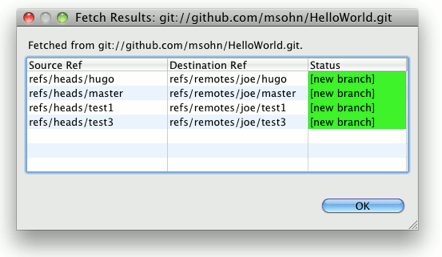 Fetch Results: git://github.com/msohn/HelloWorld.git
Fetched from git://github.com/msohn/HelloWorld.git.
Source Ref Destination Ref Status
refs/heads/hugo refs/remotes/joe/hugo [new branch]
refs/heads/master refs/remotes/joe/master [new branch]
refs/heads/test1 refs/remotes/joe/test1 [new branch]
refs/heads/test3 refs/remotes/joe/test3 [new branch]
OK